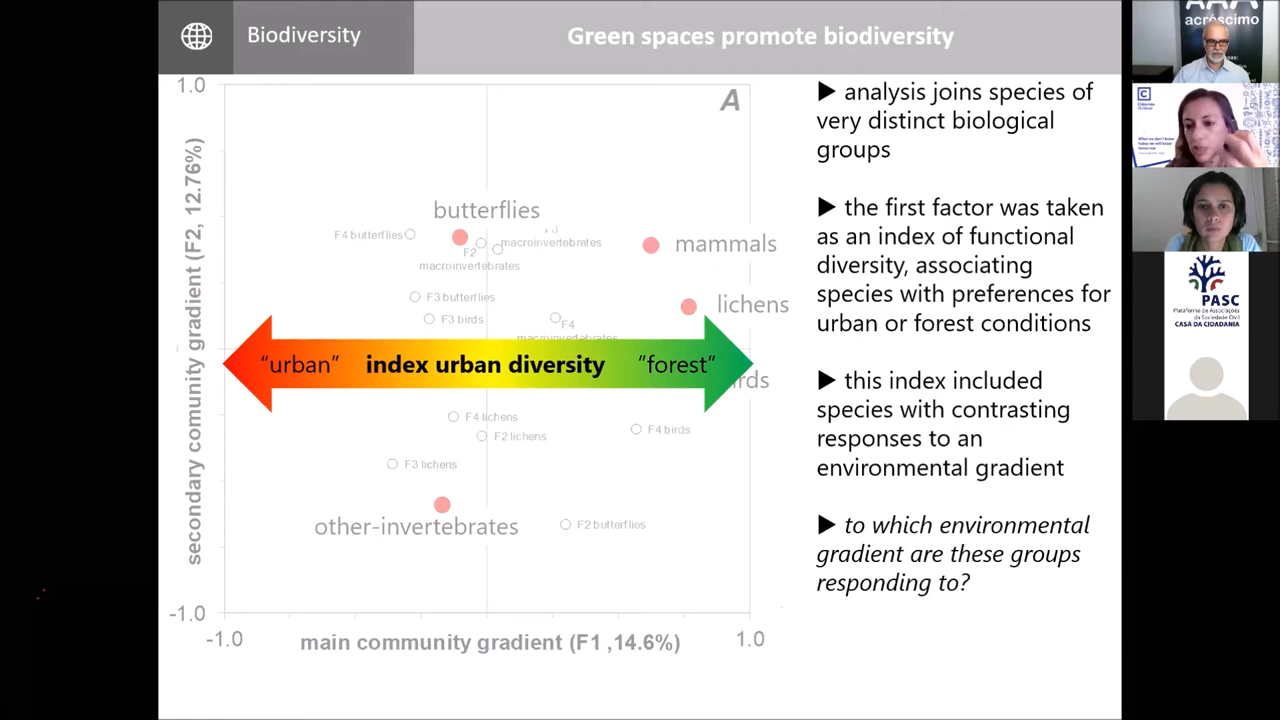 Biodiversity
Green spaces promote biodiversity
1.0
A
secondary comunity gradient (F2, 12.76%)
butterflies
F4 butterflies
F2
macroinvertebrates
macroinvertebrates
mammals
F3 butterflies
lichens
F3 birds
F4
macroinvertebrates
"urban" index urban diversity "forest"
F4 lichens
F2 lichens
F4 birds
F3 lichens
other-invertebrates
F2 butterflies
-1.0
-1.0
main community gradient (F1 ,14.6%)
1.0
▶ analysis joins species of
very distinct biological
groups
▶ the first factor was taken
as an index of functional
diversity, associating
species with preferences for
urban or forest conditions
▶ this index included
species with contrasting
responses to an
environmental gradient
▶ to which environmental
gradient are these groups
responding to?
acréscimo
PASC
Plataforma de Associações
da Sociedade Civil
CASA DA CIDADANIA